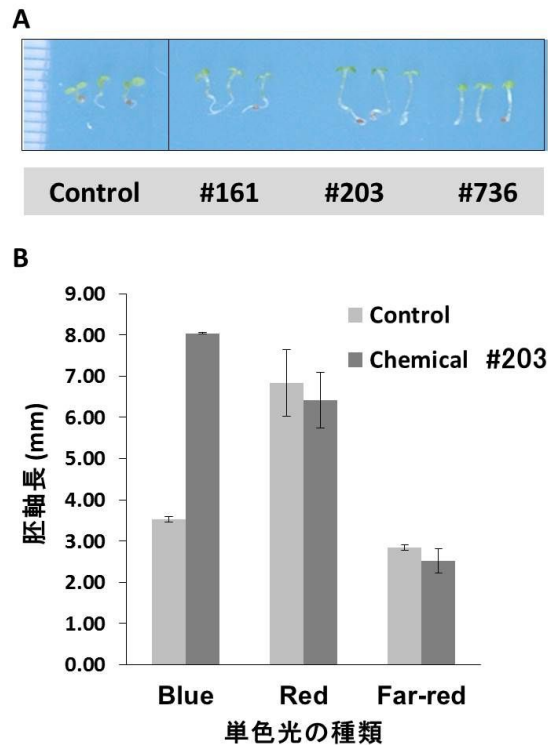 A
Control #161 #203 #736
B
9.00
8.00
7.00
6.00
5.00
4.00
3.00
2.00
1.00
0.00
胚軸長 (mm)
Control
Chemical #203
Blue Red Far-red
単色光の種類